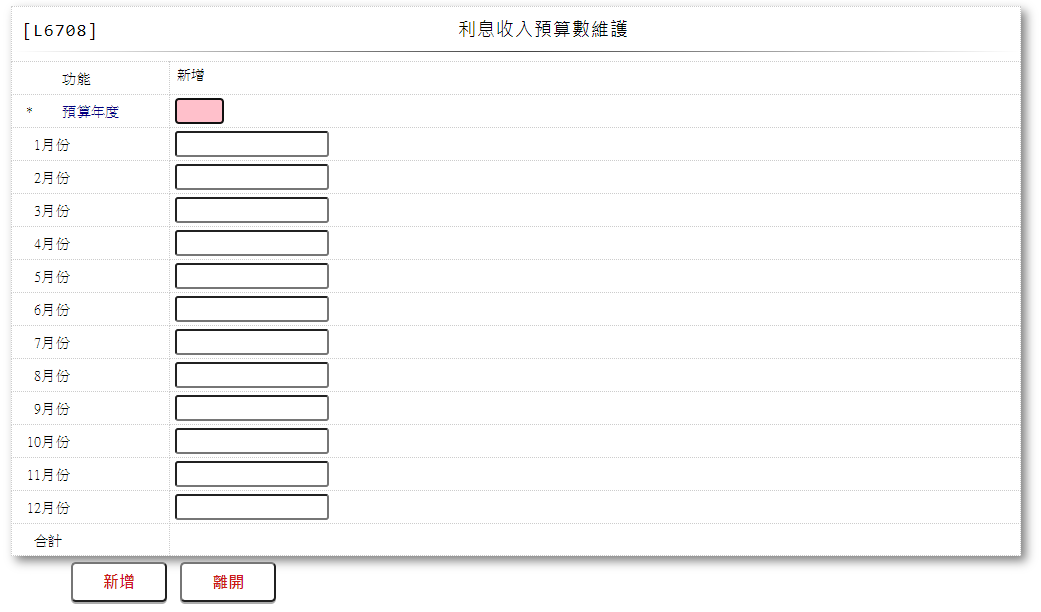 [L6708] 利息收入預算數維護
功能 新增
* 預算年度
1月份
2月份
3月份
4月份
5月份
6月份
7月份
8月份
9月份
10月份
11月份
12月份
合計
新增 離開